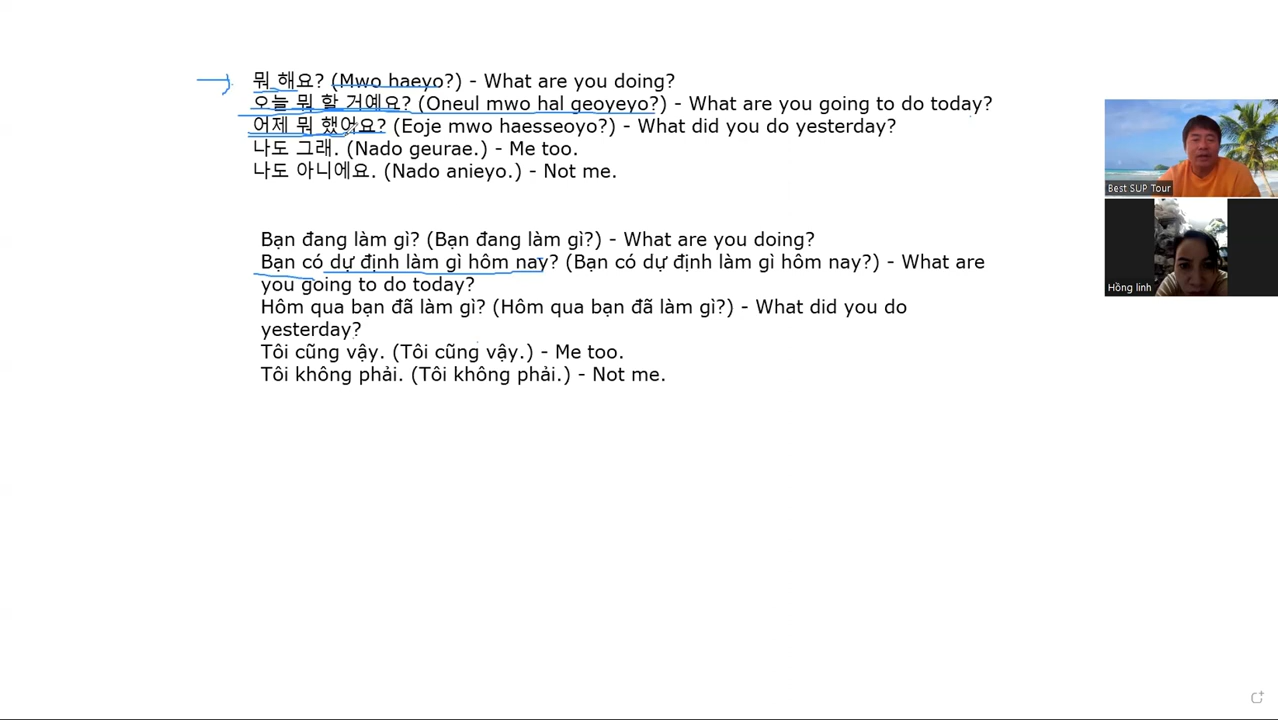 뭐 해요? (Mwo haeyo?) - What are you doing?
오늘 뭐 할 거예요? (Oneul mwo hal geoyeyo?) - What are you going to do today?
어제 뭐 했었요? (Eoje mwo haesseoyo?) - What did you do yesterday?
나도 그래. (Nado geurae.) - Me too.
나도 아니에요. (Nado anieyo.) - Not me.
Bạn đang làm gì? (Bạn đang làm gì?) - What are you doing?
Bạn có dự định làm gì hôm nay? (Bạn có dự định làm gì hôm nay?) - What are
you going to do today?
Hôm qua bạn đã làm gì? (Hôm qua bạn đã làm gì?) - What did you do
yesterday?
Tôi cũng vậy. (Tôi cũng vậy.) - Me too.
Tôi không phải. (Tôi không phải.) - Not me.
Best SUP Tour
Hồng linh